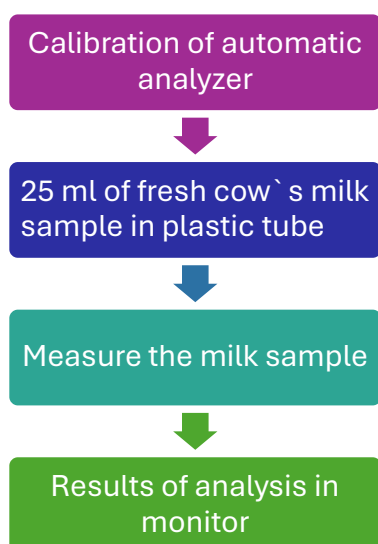 Calibration of automatic
analyzer
25 ml of fresh cow` s milk
sample in plastic tube
Measure the milk sample
Results of analysis in
monitor